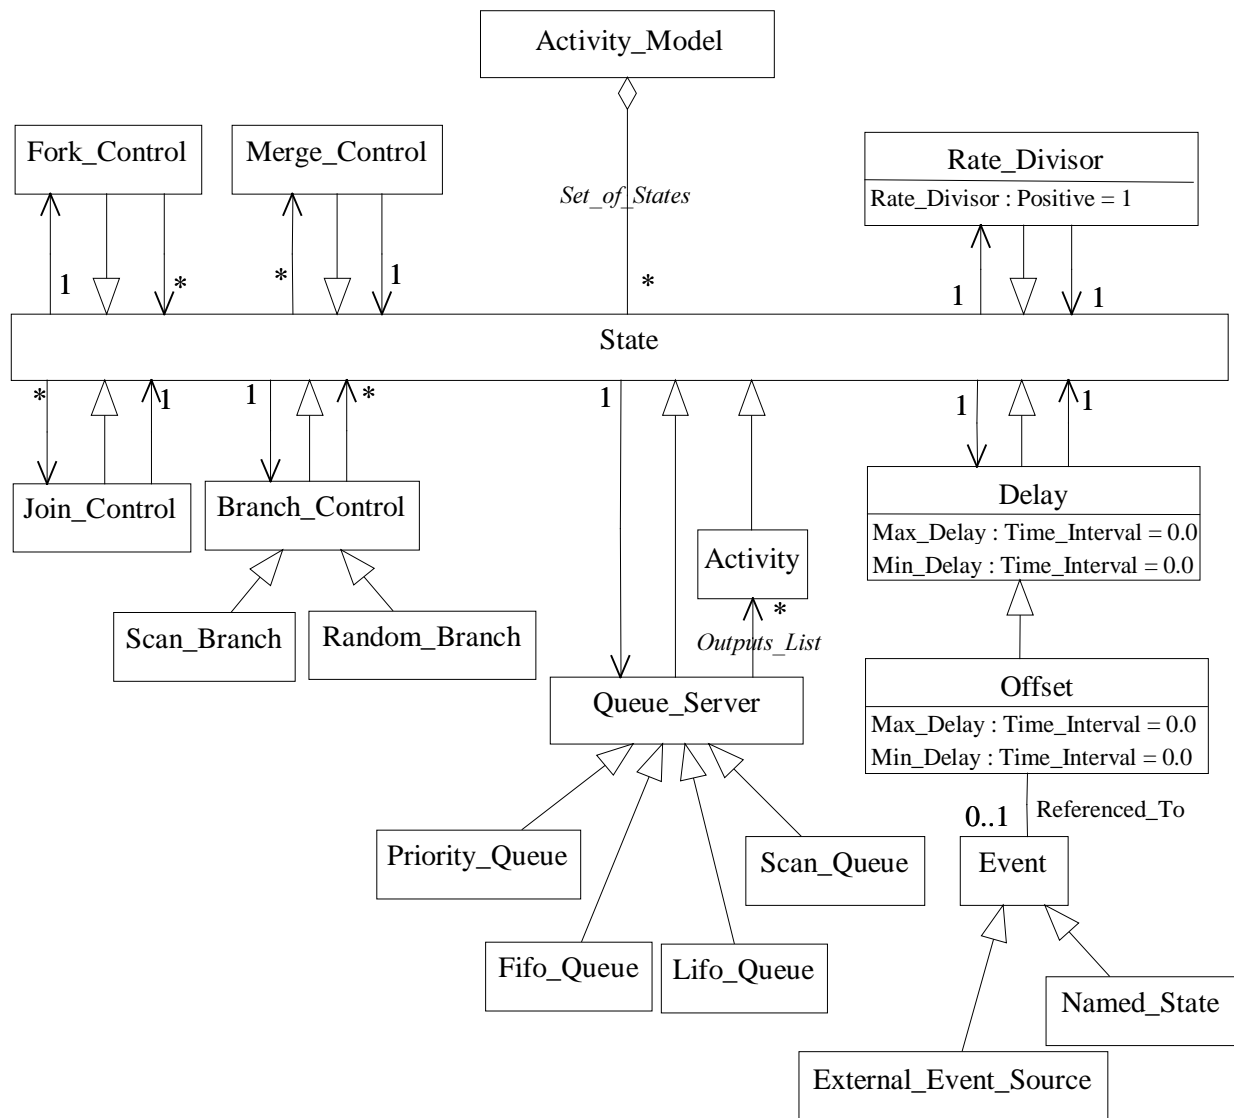 Activity_Model
Fork_Control
Merge_Control
Set_of_States
Rate_Divisor
Rate_Divisor : Positive = 1
1
*
*
1
*
1
1
State
*
1
1
*
1
1
1
Join_Control
Branch_Control
Delay
Max_Delay : Time_Interval = 0.0
Min_Delay : Time_Interval = 0.0
Activity
*
Outputs_List
Scan_Branch
Random_Branch
Queue_Server
Offset
Max_Delay : Time_Interval = 0.0
Min_Delay : Time_Interval = 0.0
0..1
Referenced_To
Priority_Queue
Scan_Queue
Event
Fifo_Queue
Lifo_Queue
Named_State
External_Event_Source